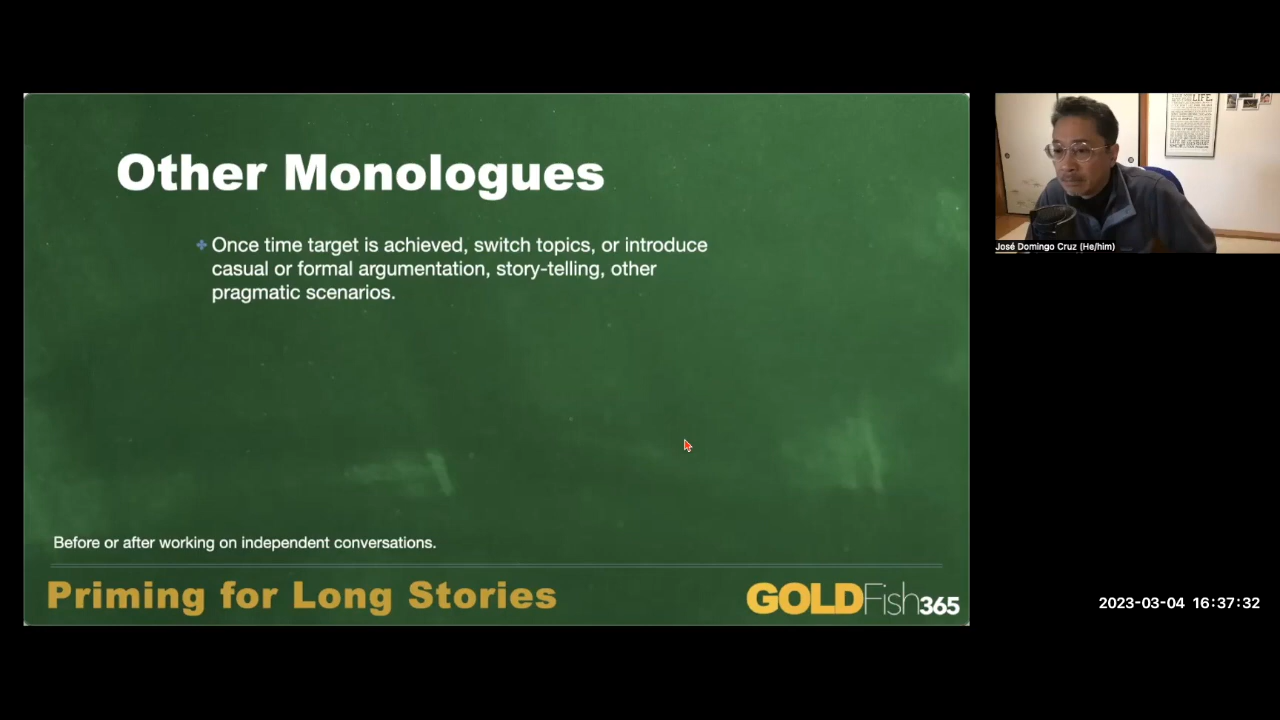 Other Monologues
Once time target is achieved, switch topics, or introduce
casual or formal argumentation, story-telling, other
pragmatic scenarios.
Before or after working on independent conversations.
Priming for Long Stories
GOLDFish365
LIFE.
José Domingo Cruz (He/him)
2023-03-04 16:37:32